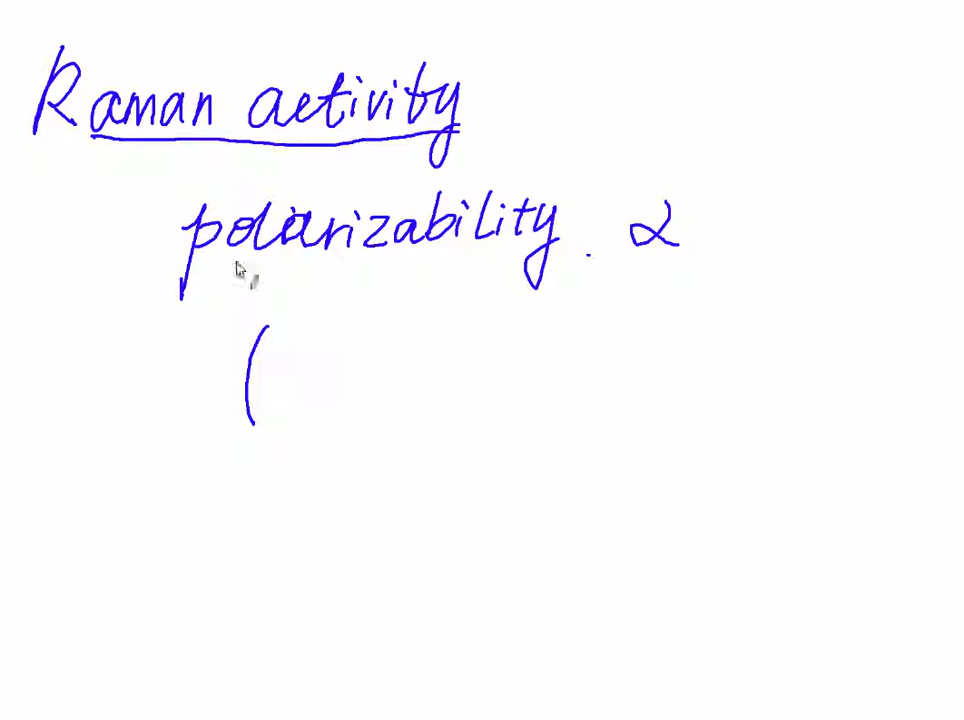 Raman activity
polarizability. α
(